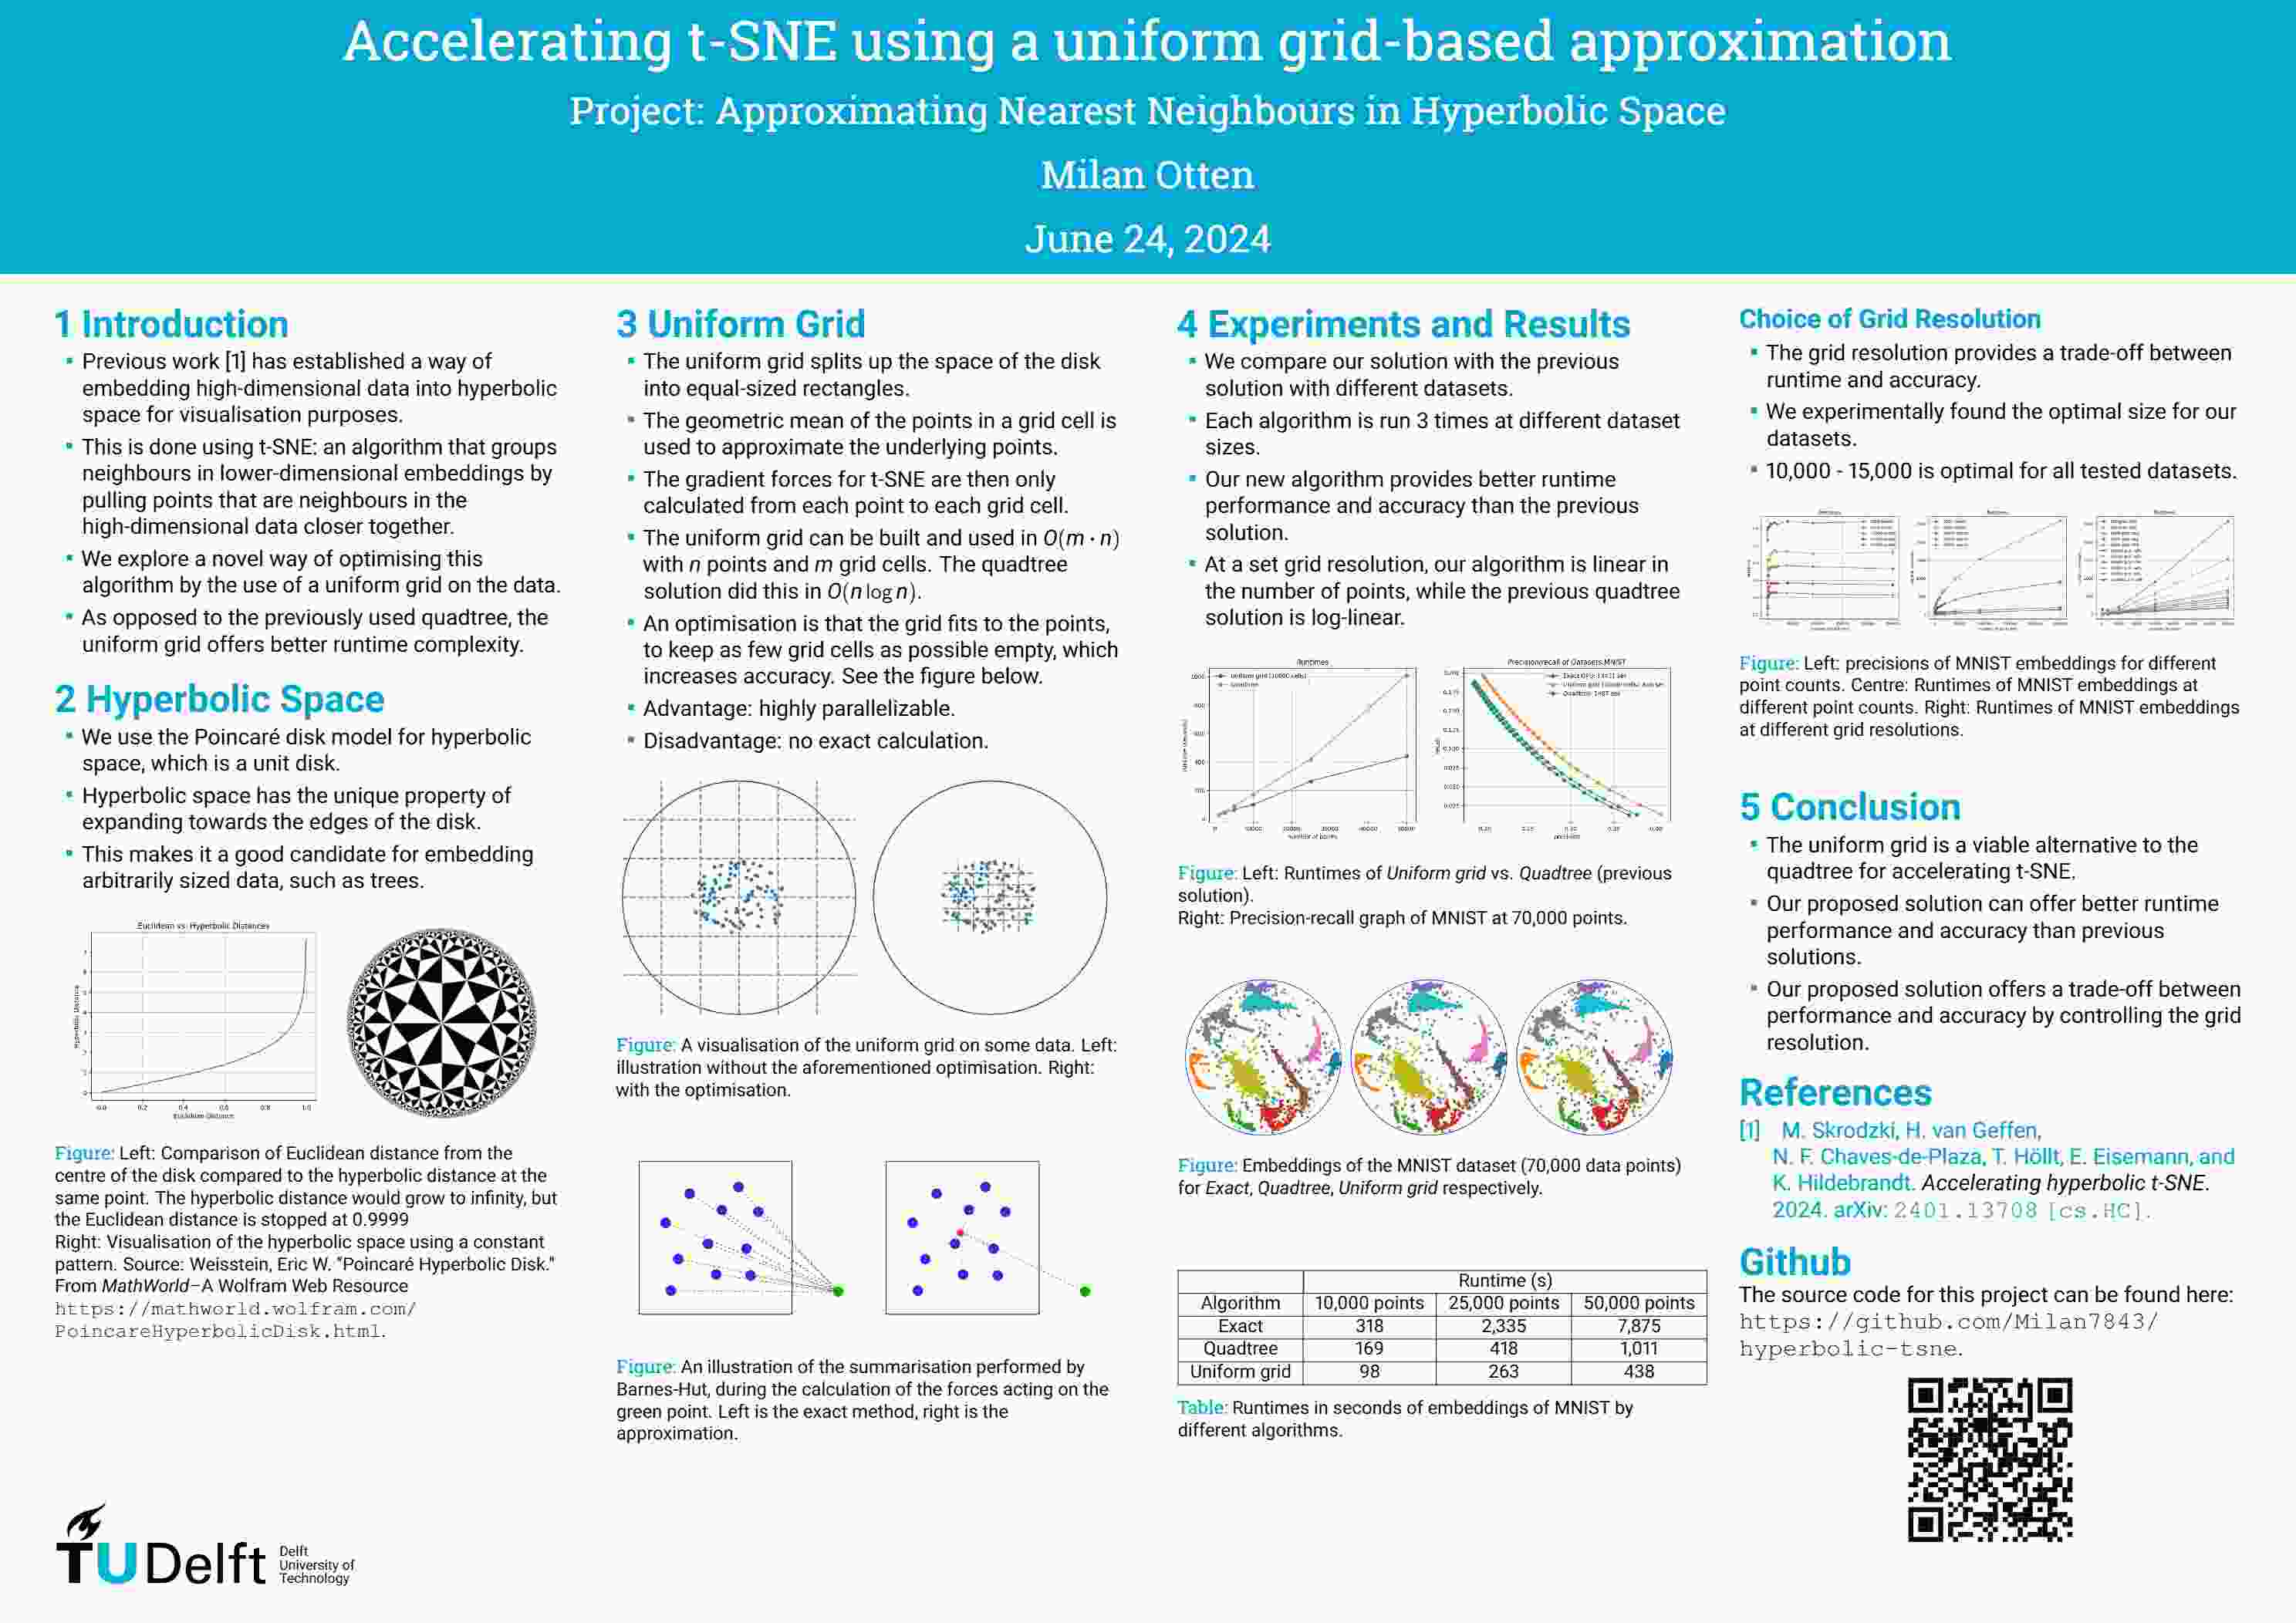 Accelerating t-SNE using a uniform grid-based approximation
Project: Approximating Nearest Neighbours in Hyperbolic Space
Milan Otten
June 24, 2024
1 Introduction
Previous work [1] has established a way of
embedding high-dimensional data into hyperbolic
space for visualisation purposes.
This is done using t-SNE: an algorithm that groups
neighbours in lower-dimensional embeddings by
pulling points that are neighbours in the
high-dimensional data closer together.
We explore a novel way of optimising this
algorithm by the use of a uniform grid on the data.
As opposed to the previously used quadtree, the
uniform grid offers better runtime complexity.
2 Hyperbolic Space
We use the Poincaré disk model for hyperbolic
space, which is a unit disk.
Hyperbolic space has the unique property of
expanding towards the edges of the disk.
This makes it a good candidate for embedding
arbitrarily sized data, such as trees.
Euclidean vs. Hyperbolic Distances
Hyperbolic Distance
0.0 0.2 0.4 0.6 0.8 1.0
Euclidean Distance
Figure: Left: Comparison of Euclidean distance from the
centre of the disk compared to the hyperbolic distance at the
same point. The hyperbolic distance would grow to infinity, but
the Euclidean distance is stopped at 0.9999
Right: Visualisation of the hyperbolic space using a constant
pattern. Source: Weisstein, Eric W. "Poincaré Hyperbolic Disk."
From MathWorld–A Wolfram Web Resource
https://mathworld.wolfram.com/
PoincareHyperbolicDisk.html.
TU Delft
Delft
University of
Technology
3 Uniform Grid
The uniform grid splits up the space of the disk
into equal-sized rectangles.
The geometric mean of the points in a grid cell is
used to approximate the underlying points.
The gradient forces for t-SNE are then only
calculated from each point to each grid cell.
The uniform grid can be built and used in O(m · n)
with n points and m grid cells. The quadtree
solution did this in O(n log n).
An optimisation is that the grid fits to the points,
to keep as few grid cells as possible empty, which
increases accuracy. See the figure below.
Advantage: highly parallelizable.
Disadvantage: no exact calculation.
Figure: A visualisation of the uniform grid on some data. Left:
illustration without the aforementioned optimisation. Right:
with the optimisation.
Figure: An illustration of the summarisation performed by
Barnes-Hut, during the calculation of the forces acting on the
green point. Left is the exact method, right is the
approximation.
4 Experiments and Results
We compare our solution with the previous
solution with different datasets.
Each algorithm is run 3 times at different dataset
sizes.
Our new algorithm provides better runtime
performance and accuracy than the previous
solution.
At a set grid resolution, our algorithm is linear in
the number of points, while the previous quadtree
solution is log-linear.
Runtimes
Precision/recall of Datasets.MNIST
Figure: Left: Runtimes of Uniform grid vs. Quadtree (previous
solution).
Right: Precision-recall graph of MNIST at 70,000 points.
Figure: Embeddings of the MNIST dataset (70,000 data points)
for Exact, Quadtree, Uniform grid respectively.
Runtime (s)
Algorithm 10,000 points 25,000 points 50,000 points
Exact 318 2,335 7,875
Quadtree 169 418 1,011
Uniform grid 98 263 438
Table: Runtimes in seconds of embeddings of MNIST by
different algorithms.
Choice of Grid Resolution
The grid resolution provides a trade-off between
runtime and accuracy.
We experimentally found the optimal size for our
datasets.
10,000 - 15,000 is optimal for all tested datasets.
Figure: Left: precisions of MNIST embeddings for different
point counts. Centre: Runtimes of MNIST embeddings at
different point counts. Right: Runtimes of MNIST embeddings
at different grid resolutions.
5 Conclusion
The uniform grid is a viable alternative to the
quadtree for accelerating t-SNE.
Our proposed solution can offer better runtime
performance and accuracy than previous
solutions.
Our proposed solution offers a trade-off between
performance and accuracy by controlling the grid
resolution.
References
[1] M. Skrodzki, H. van Geffen,
N. F. Chaves-de-Plaza, T. Höllt, E. Eisemann, and
K. Hildebrandt. Accelerating hyperbolic t-SNE.
2024. arXiv: 2401.13708 [cs.HC].
Github
The source code for this project can be found here:
https://github.com/Milan7843/
hyperbolic-tsne.